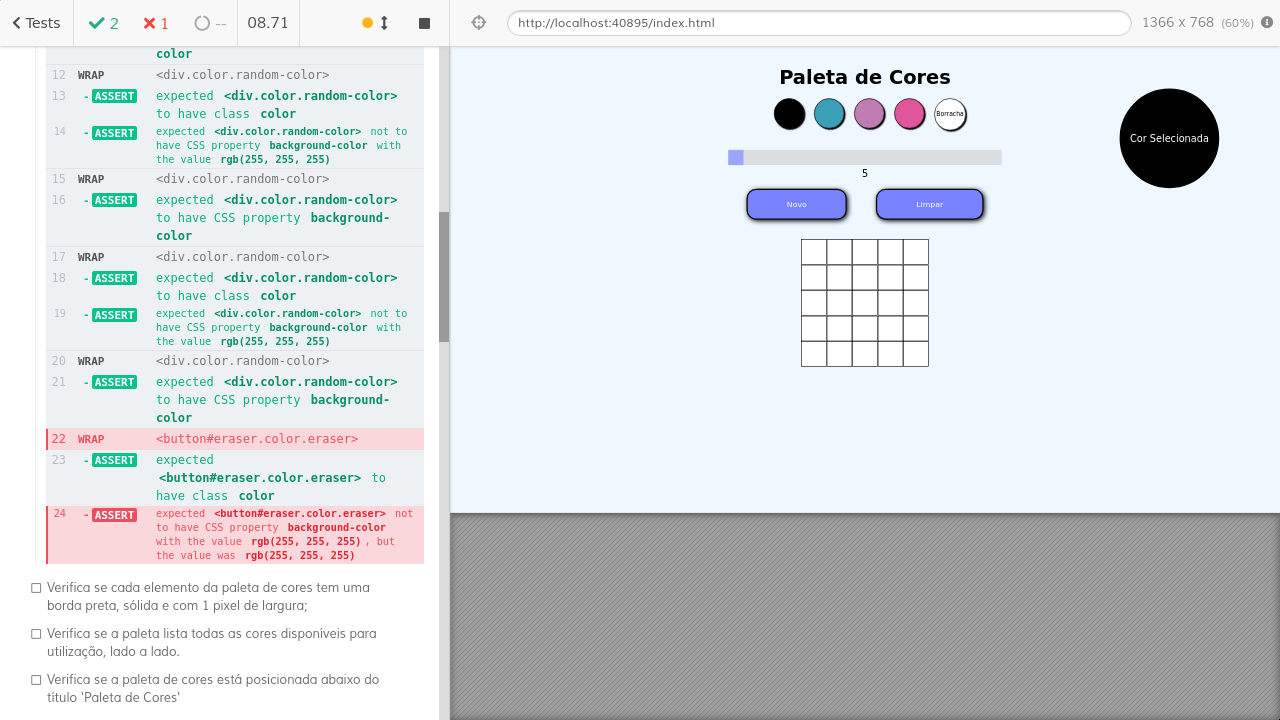 Tests 2 1 -- 08.71
http://localhost:40895/index.html 1366 x 768 (60%)
color
12 WRAP <div.color.random-color>
13 -ASSERT expected <div.color.random-color>
to have class color
14 -ASSERT expected <div.color.random-color> not to
have CSS property background-color with
the value rgb(255, 255, 255)
15 WRAP <div.color.random-color>
16 -ASSERT expected <div.color.random-color>
to have CSS property background-
color
17 WRAP <div.color.random-color>
18 -ASSERT expected <div.color.random-color>
to have class color
19 -ASSERT expected <div.color.random-color> not to
have CSS property background-color with
the value rgb(255, 255, 255)
20 WRAP <div.color.random-color>
21 -ASSERT expected <div.color.random-color>
to have CSS property background-
color
22 WRAP <button#eraser.color.eraser>
23 -ASSERT expected
<button#eraser.color.eraser> to
have class color
24 -ASSERT expected <button#eraser.color.eraser> not
to have CSS property background-color
with the value rgb(255, 255, 255), but
the value was rgb(255, 255, 255)
Verifica se cada elemento da paleta de cores tem uma
borda preta, sólida e com 1 pixel de largura;
Verifica se a paleta lista todas as cores disponíveis para
utilização, lado a lado.
Verifica se a paleta de cores está posicionada abaixo do
título 'Paleta de Cores'
Paleta de Cores
Borracha
Cor Selecionada
5
Novo Limpar